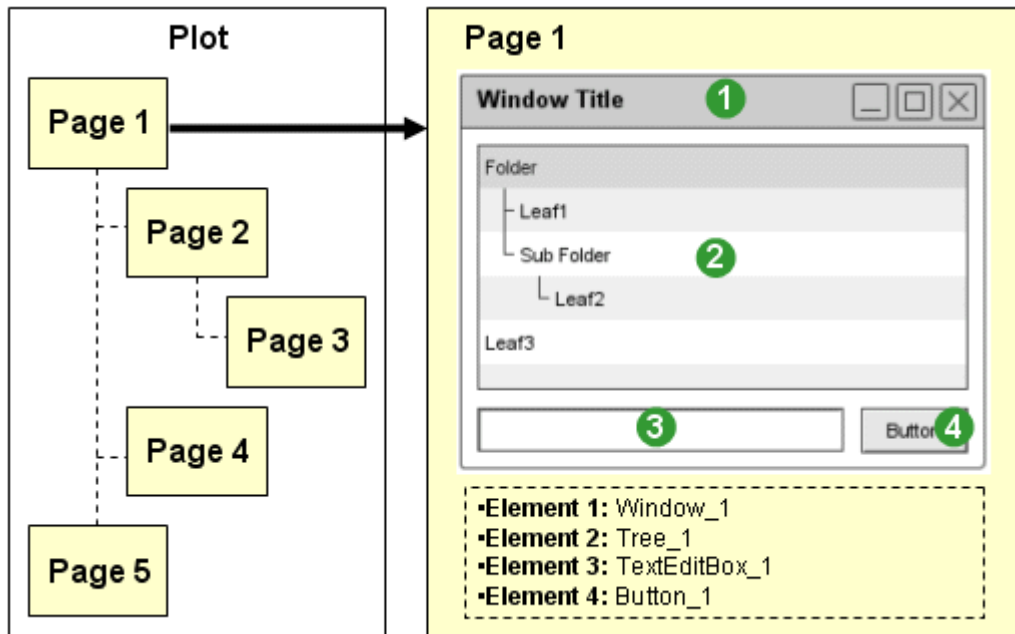 Plot
Page 1
Page 2
Page 3
Page 4
Page 5
Page 1
Window Title
1
Folder
Leaf1
Sub Folder
2
Leaf2
Leaf3
3
Button
4
▪Element 1: Window_1
▪Element 2: Tree_1
▪Element 3: TextEditBox_1
▪Element 4: Button_1